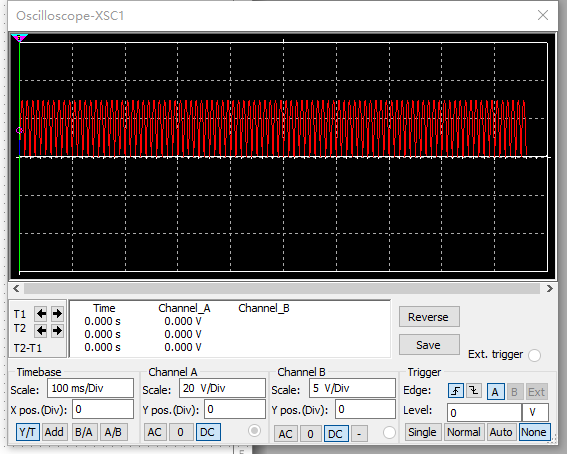 Oscilloscope-XSC1
Time Channel_A Channel_B
T1 0.000 s 0.000 V
T2 0.000 s 0.000 V
T2-T1 0.000 s 0.000 V
Reverse
Save
Ext. trigger
Timebase
Scale: 100 ms/Div
X pos.(Div): 0
Y/T Add B/A A/B
Channel A
Scale: 20 V/Div
Y pos.(Div): 0
AC 0 DC
Channel B
Scale: 5 V/Div
Y pos.(Div): 0
AC 0 DC -
Trigger
Edge: A B Ext
Level: 0 V
Single Normal Auto None